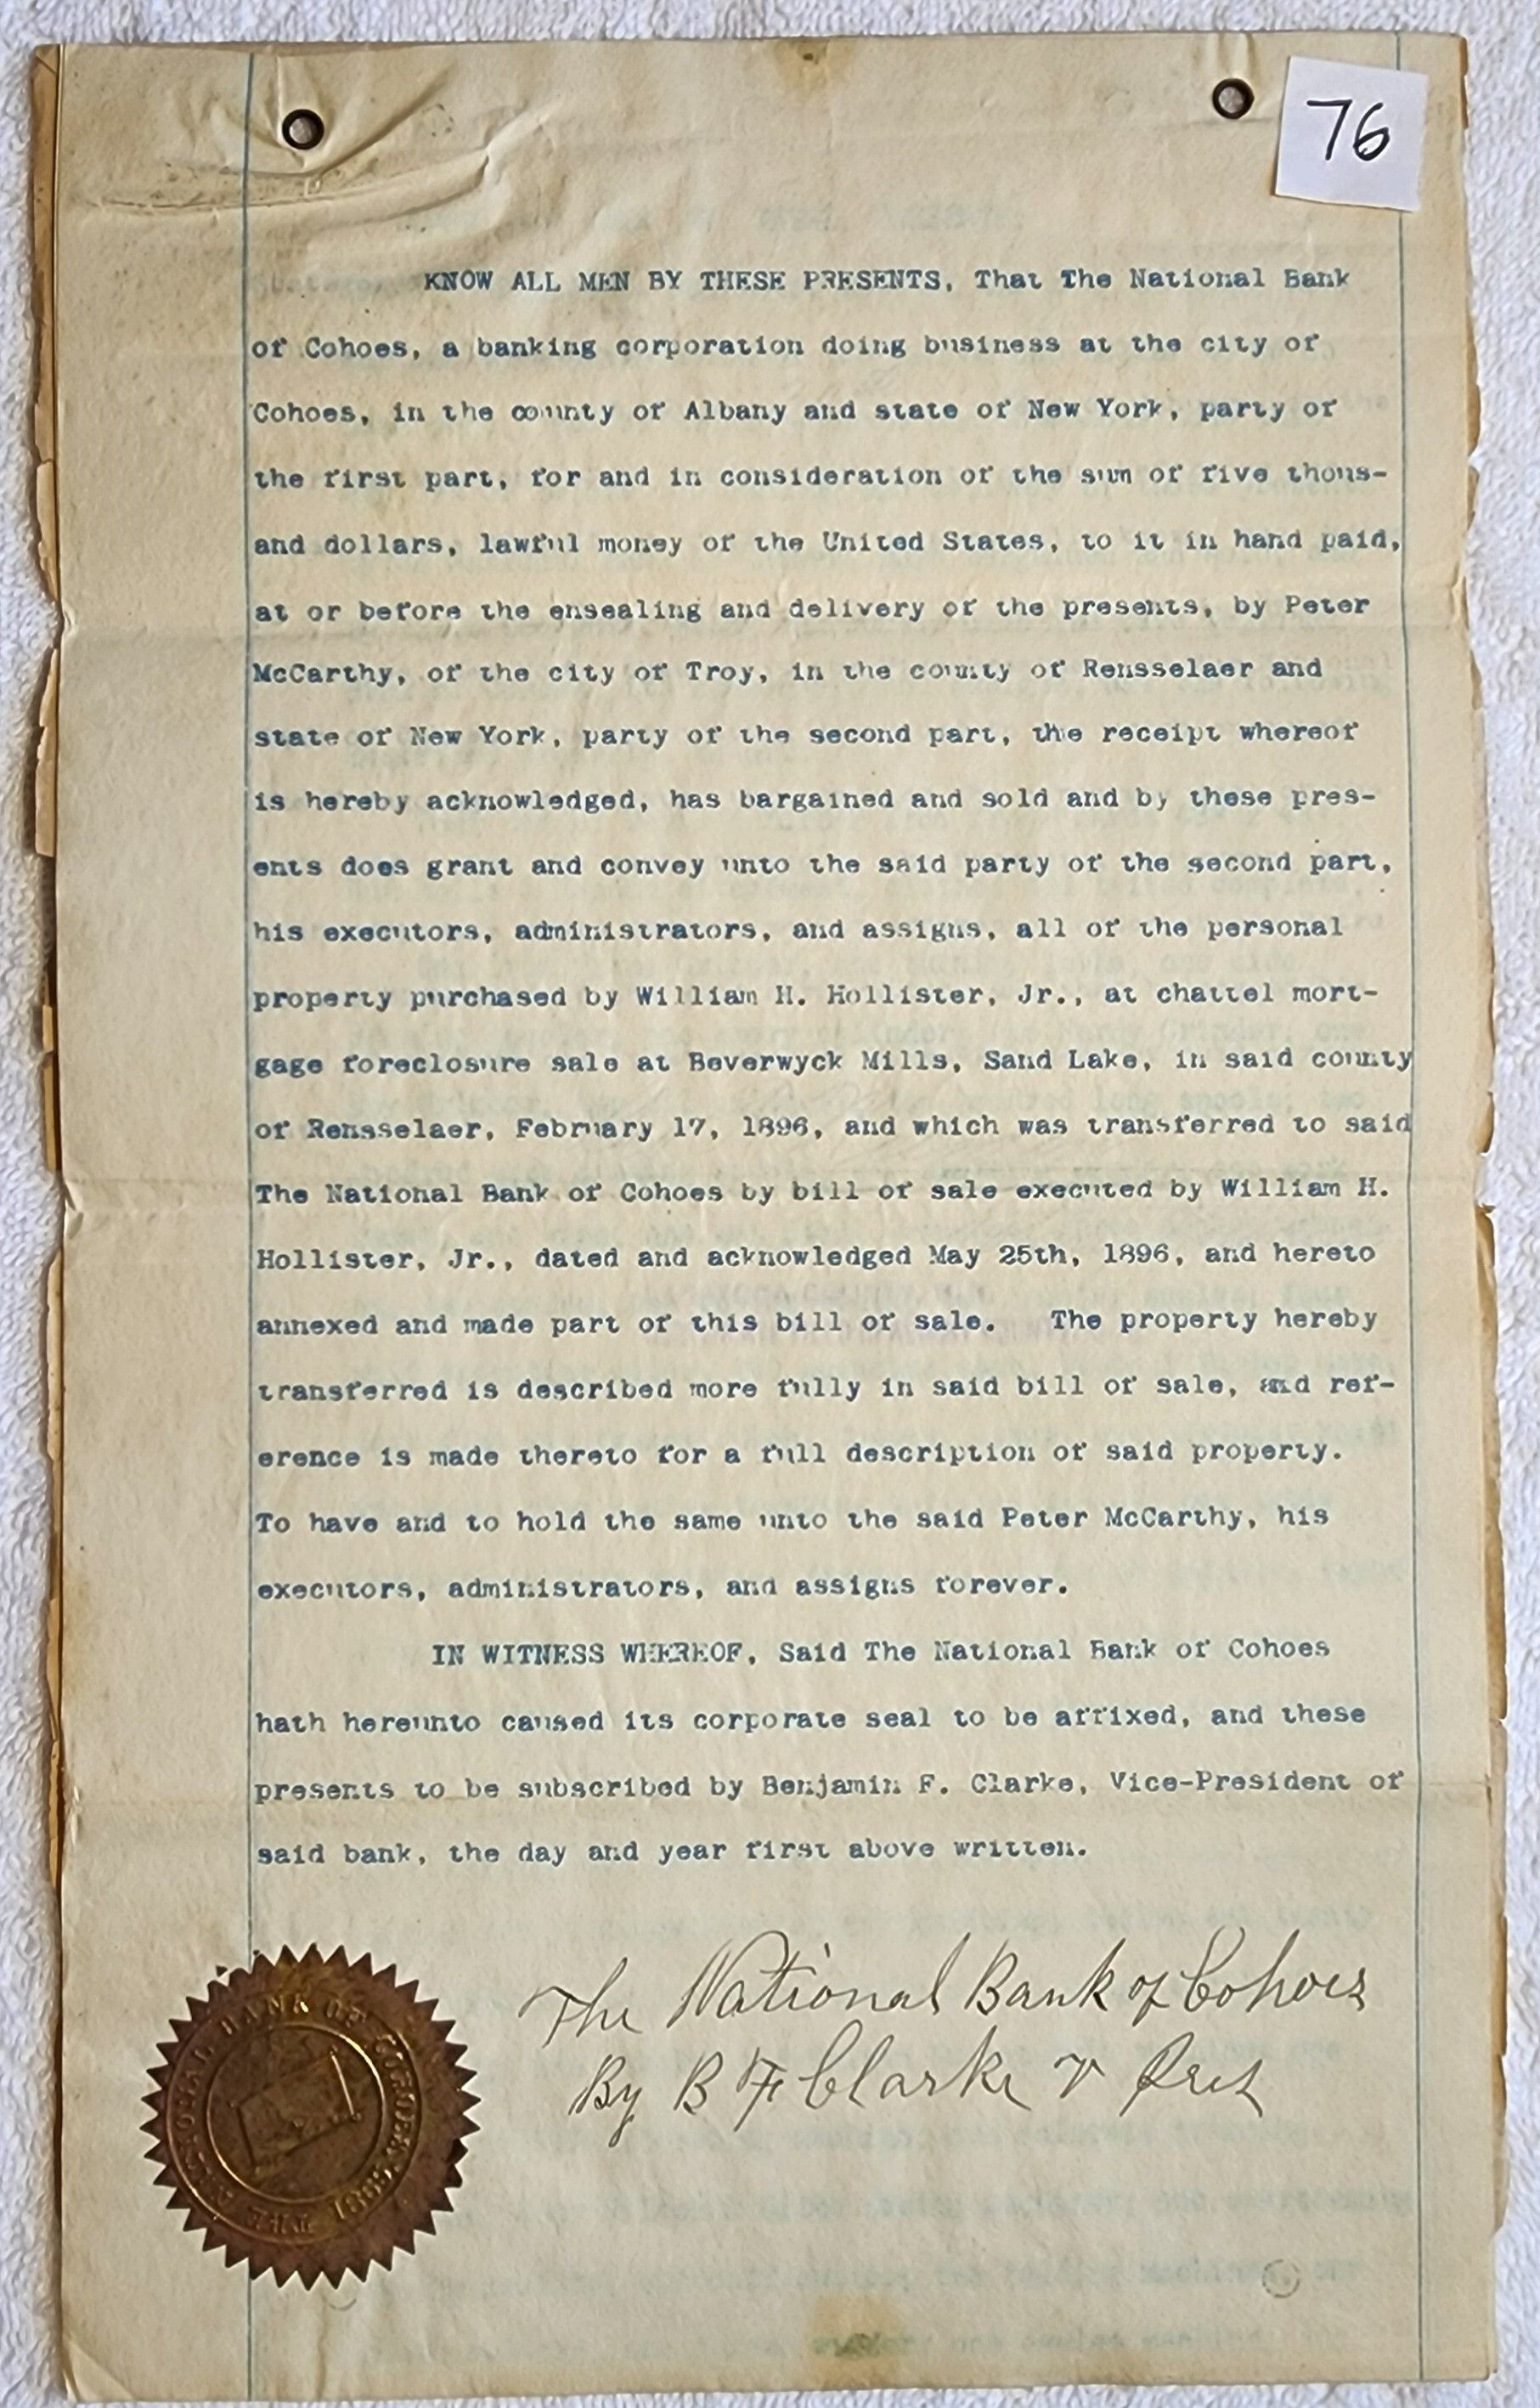 76
KNOW ALL MEN BY THESE PRESENTS, That The National Bank
of Cohoes, a banking corporation doing business at the city of
Cohoes, in the county of Albany and state of New York, party of
the first part, for and in consideration of the sum of five thous-
and dollars, lawful money of the United States, to it in hand paid,
at or before the ensealing and delivery of the presents, by Peter
McCarthy, of the city of Troy, in the county of Rensselaer and
state of New York, party of the second part, the receipt whereof
is hereby acknowledged, has bargained and sold and by these pres-
ents does grant and convey unto the said party of the second part,
his executors, administrators, and assigns, all of the personal
property purchased by William H. Hollister, Jr., at chattel mort-
gage foreclosure sale at Beverwyck Mills, Sand Lake, in said county
of Rensselaer, February 17, 1896, and which was transferred to said
The National Bank of Cohoes by bill of sale executed by William H.
Hollister, Jr., dated and acknowledged May 25th, 1896, and hereto
annexed and made part of this bill of sale.   The property hereby
transferred is described more fully in said bill of sale, and ref-
erence is made thereto for a full description of said property.
To have and to hold the same unto the said Peter McCarthy, his
executors, administrators, and assigns forever.
IN WITNESS WHEREOF, Said The National Bank of Cohoes
hath hereunto caused its corporate seal to be affixed, and these
presents to be subscribed by Benjamin F. Clarke, Vice-President of
said bank, the day and year first above written.
The National Bank of Cohoes
By B F Clarke V Prest
THE NATIONAL BANK OF COHOES